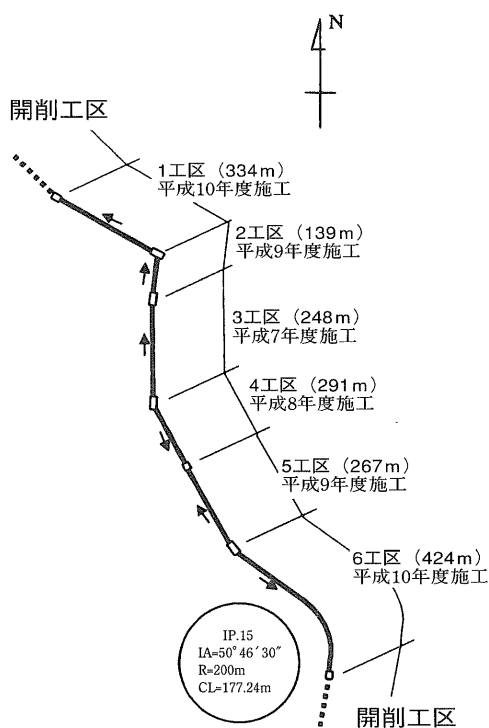 N
開削工区
1工区（334m）
平成10年度施工
2工区（139m）
平成9年度施工
3工区（248m）
平成7年度施工
4工区（291m）
平成8年度施工
5工区（267m）
平成9年度施工
6工区（424m）
平成10年度施工
IP.15
IA=50°46′30″
R=200m
CL=177.24m
開削工区